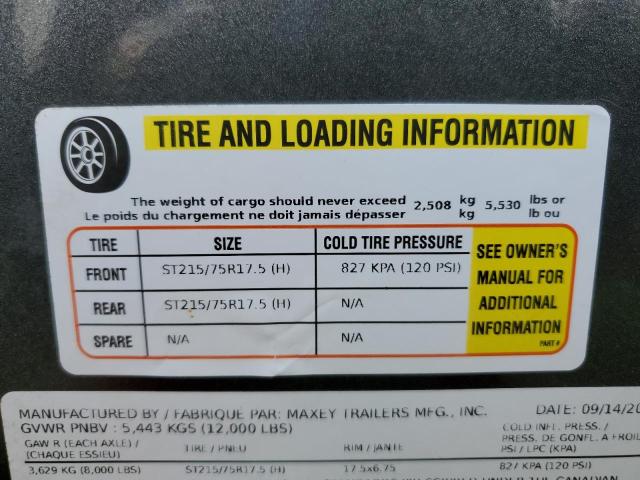 TIRE AND LOADING INFORMATION
The weight of cargo should never exceed 2,508 kg 5,530 lbs or
Le poids du chargement ne doit jamais dépasser kg lb ou
TIRE SIZE COLD TIRE PRESSURE
FRONT ST215/75R17.5 (H) 827 KPA (120 PSI)
REAR ST215/75R17.5 (H) N/A
SPARE N/A
SEE OWNER'S
MANUAL FOR
ADDITIONAL
INFORMATION
PART #
MANUFACTURED BY / FABRIQUE PAR: MAXEY TRAILERS MFG., INC. DATE: 09/14/20
GVWR PNBV : 5,443 KGS (12,000 LBS)
COLD INFL. PRESS. /
GAW R (EACH AXLE) / TIRE / PNEU RIM / JANTE PRESS. DE GONFL. A FROID
(CHAQUE ESSIEU) PSI / LPC (KPA)
3,629 KG (8,000 LBS) ST215/75R17.5 (H) 17.5x6.75 827 KPA (120 PSI)